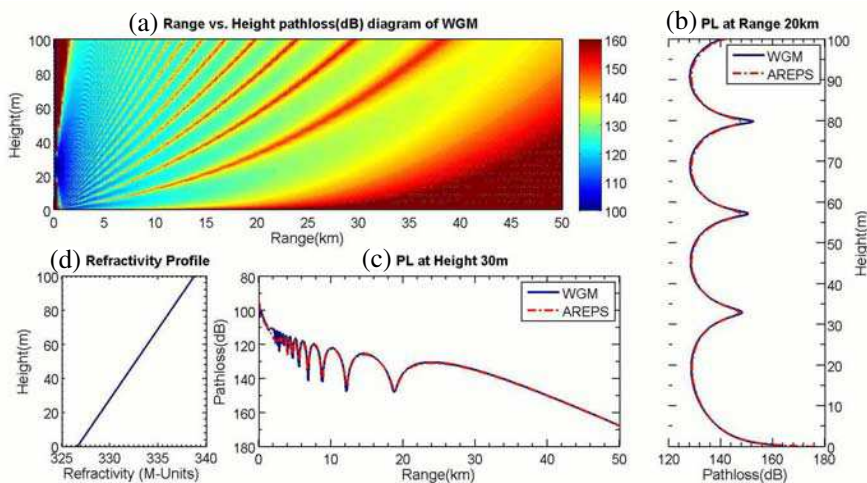 (a)
Range vs. Height pathloss(dB) diagram of WGM
100
80
60
40
20
0
Height(m)
0 5 10 15 20 25 30 35 40 45 50
Range(km)
160
150
140
130
120
110
100
(b) PL at Range 20km
WGM
AREPS
100
90
80
70
60
50
40
30
20
10
0
Height(m)
120 140 160 180
Pathloss(dB)
(d) Refractivity Profile
100
80
60
40
20
0
Height(m)
325 330 335 340
Refractivity (M-Units)
(c) PL at Height 30m
WGM
AREPS
80
100
120
140
160
180
Pathloss(dB)
0 10 20 30 40 50
Range(km)